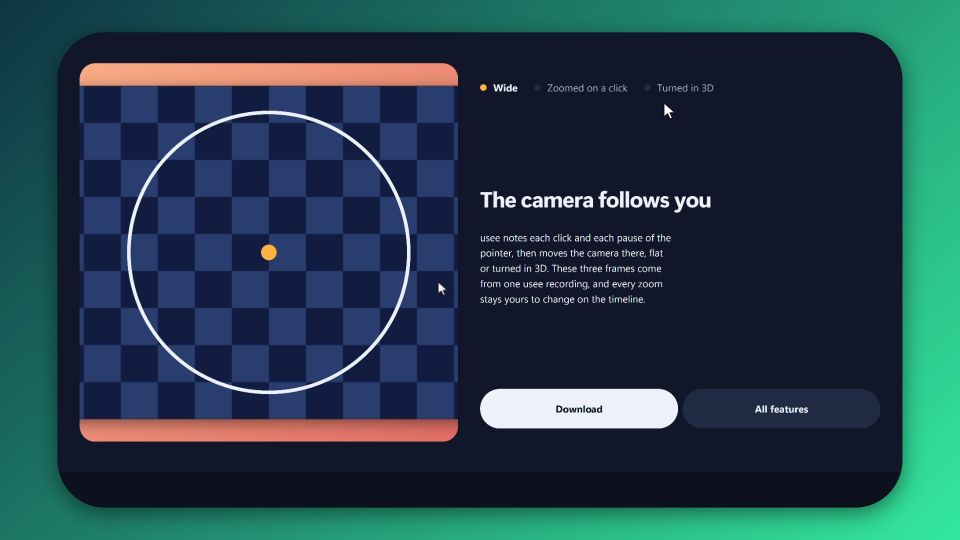 Wide
Zoomed on a click
Turned in 3D
The camera follows you
usee notes each click and each pause of the
pointer, then moves the camera there, flat
or turned in 3D. These three frames come
from one usee recording, and every zoom
stays yours to change on the timeline.
Download
All features